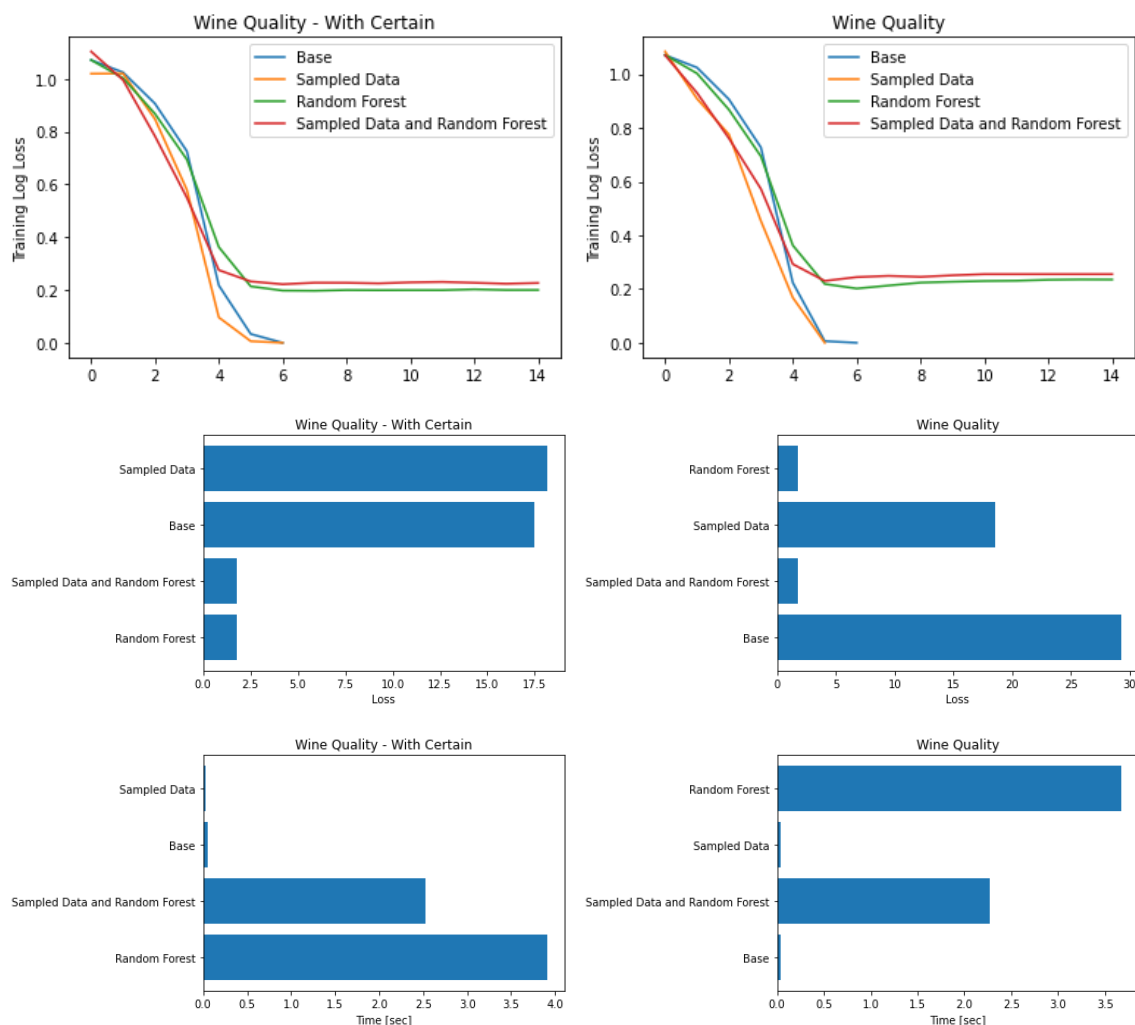 Wine Quality - With Certain
Training Log Loss
1.0
0.8
0.6
0.4
0.2
0.0
Base
Sampled Data
Random Forest
Sampled Data and Random Forest
0 2 4 6 8 10 12 14
Wine Quality
Training Log Loss
1.0
0.8
0.6
0.4
0.2
0.0
Base
Sampled Data
Random Forest
Sampled Data and Random Forest
0 2 4 6 8 10 12 14
Wine Quality - With Certain
Sampled Data
Base
Sampled Data and Random Forest
Random Forest
0.0 2.5 5.0 7.5 10.0 12.5 15.0 17.5
Loss
Wine Quality
Random Forest
Sampled Data
Sampled Data and Random Forest
Base
0 5 10 15 20 25 30
Loss
Wine Quality - With Certain
Sampled Data
Base
Sampled Data and Random Forest
Random Forest
0.0 0.5 1.0 1.5 2.0 2.5 3.0 3.5 4.0
Time [sec]
Wine Quality
Random Forest
Sampled Data
Sampled Data and Random Forest
Base
0.0 0.5 1.0 1.5 2.0 2.5 3.0 3.5
Time [sec]